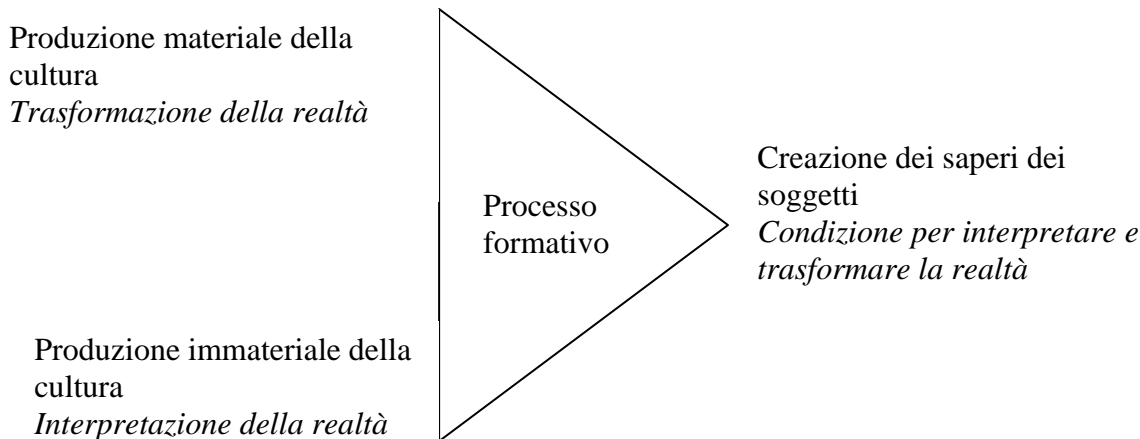 Produzione materiale della
cultura
Trasformazione della realtà
Creazione dei saperi dei
soggetti
Condizione per interpretare e
trasformare la realtà
Processo
formativo
Produzione immateriale della
cultura
Interpretazione della realtà